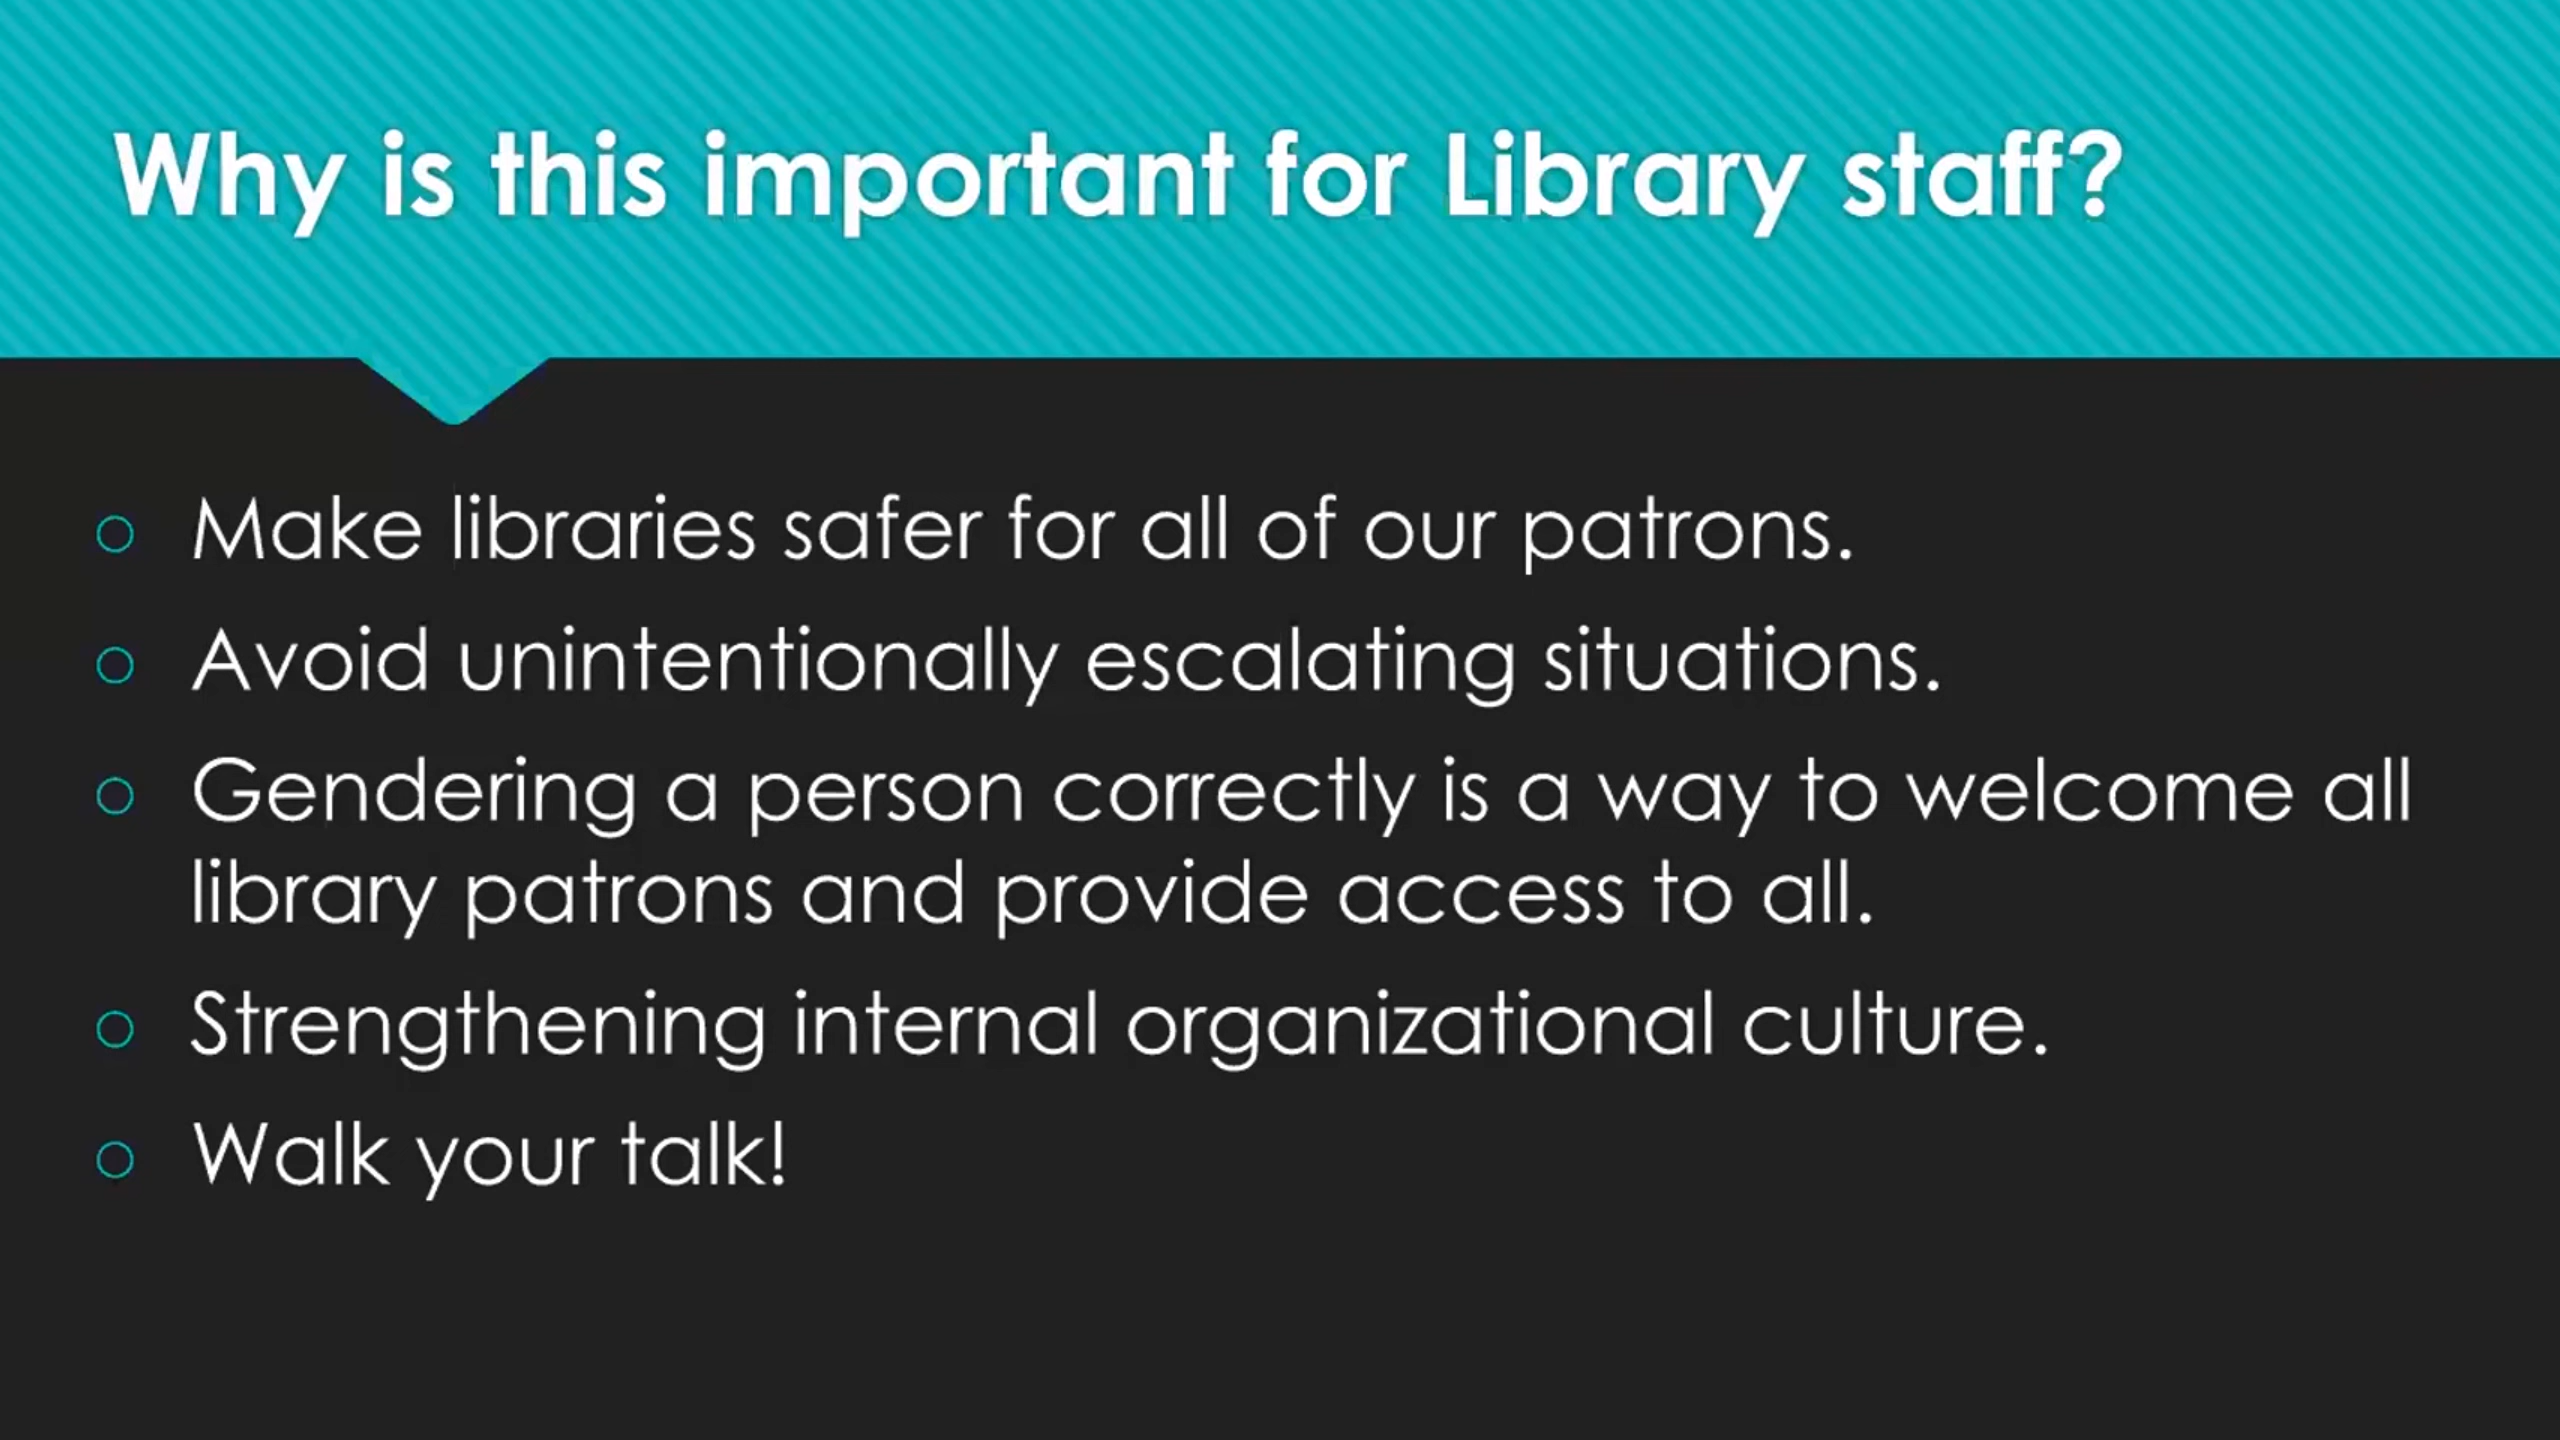 Why is this important for Library staff?
Make libraries safer for all of our patrons.
Avoid unintentionally escalating situations.
Gendering a person correctly is a way to welcome all
library patrons and provide access to all.
Strengthening internal organizational culture.
Walk your talk!